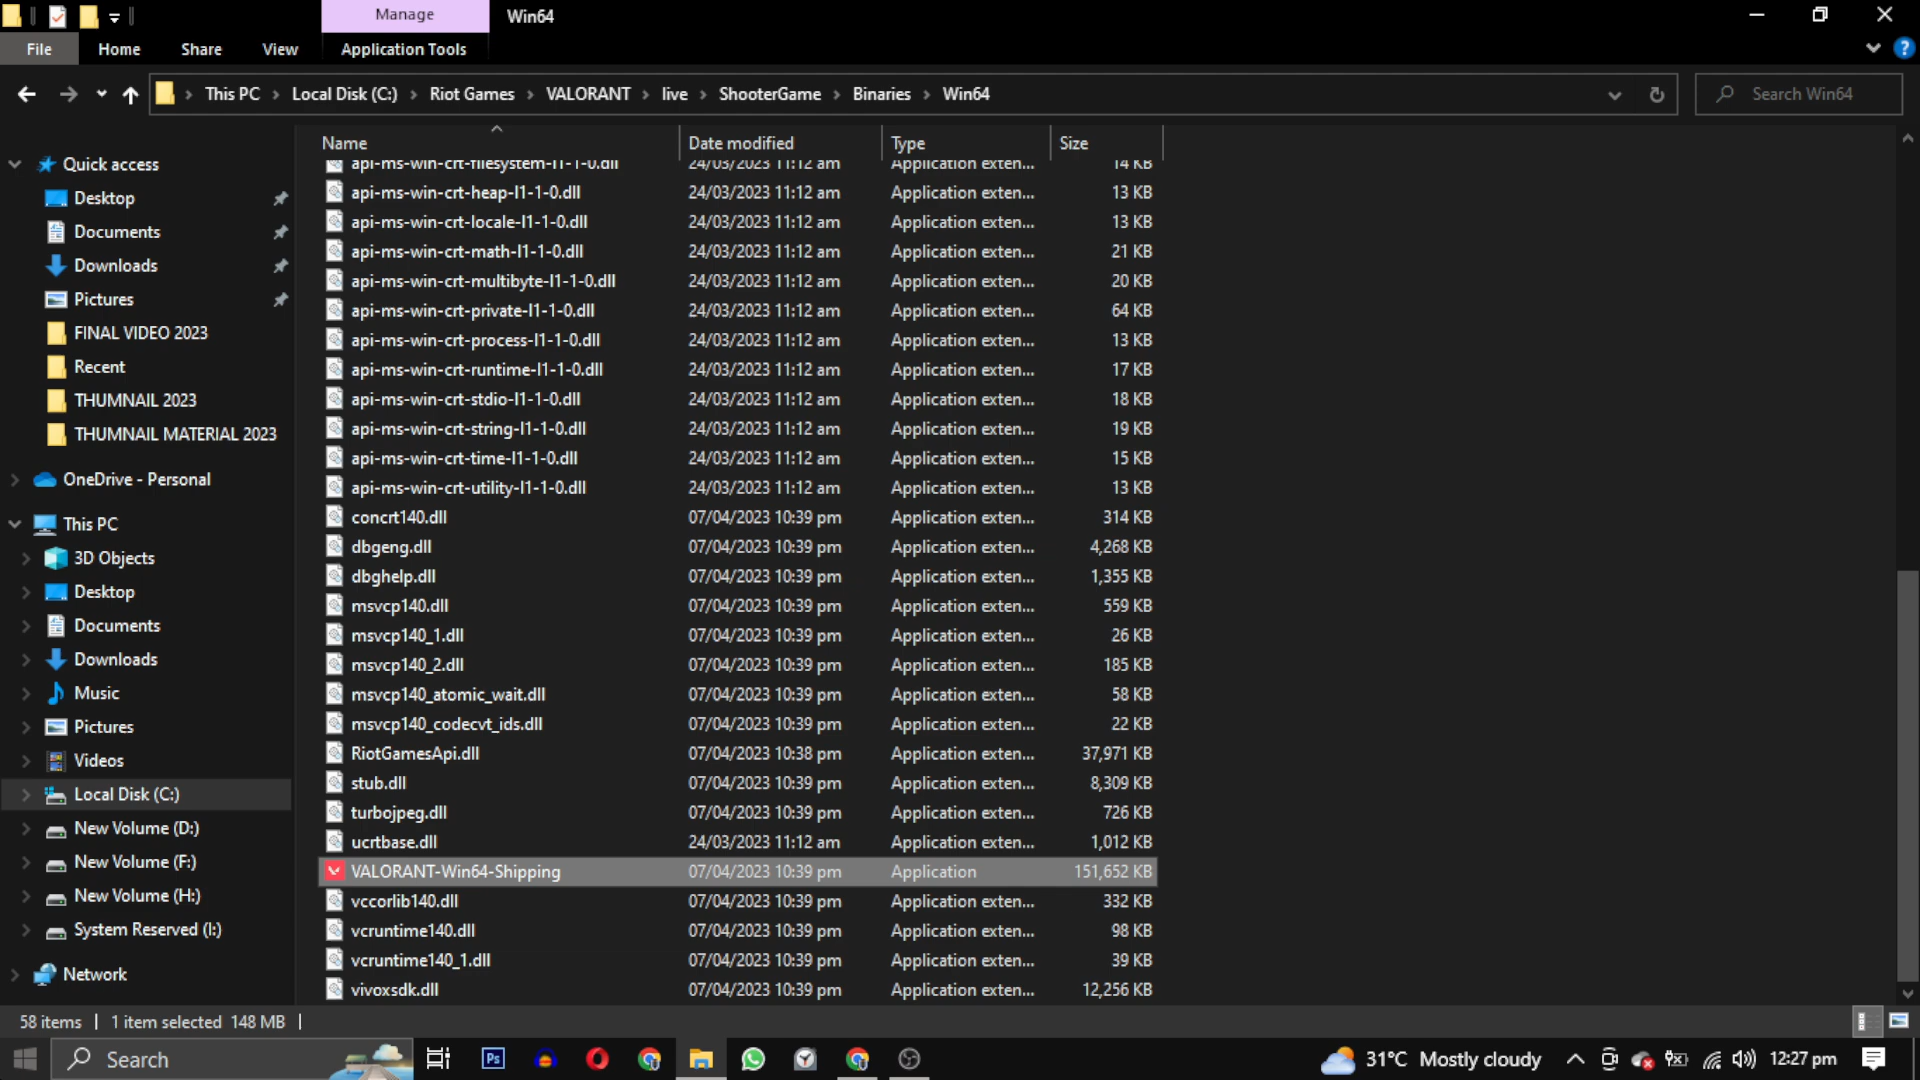 Manage
Win64
File
Home
Share
View
Application Tools
This PC
Local Disk (C:)
Riot Games
VALORANT
live
ShooterGame
Binaries
Win64
Search Win64
Quick access
Desktop
Documents
Downloads
Pictures
FINAL VIDEO 2023
Recent
THUMNAIL 2023
THUMNAIL MATERIAL 2023
OneDrive - Personal
This PC
3D Objects
Desktop
Documents
Downloads
Music
Pictures
Videos
Local Disk (C:)
New Volume (D:)
New Volume (F:)
New Volume (H:)
System Reserved (I:)
Network
Name Date modified Type Size
api-ms-win-crt-filesystem-l1-1-0.dll 24/03/2023 11:12 am Application exten... 14 KB
api-ms-win-crt-heap-l1-1-0.dll 24/03/2023 11:12 am Application exten... 13 KB
api-ms-win-crt-locale-l1-1-0.dll 24/03/2023 11:12 am Application exten... 13 KB
api-ms-win-crt-math-l1-1-0.dll 24/03/2023 11:12 am Application exten... 21 KB
api-ms-win-crt-multibyte-l1-1-0.dll 24/03/2023 11:12 am Application exten... 20 KB
api-ms-win-crt-private-l1-1-0.dll 24/03/2023 11:12 am Application exten... 64 KB
api-ms-win-crt-process-l1-1-0.dll 24/03/2023 11:12 am Application exten... 13 KB
api-ms-win-crt-runtime-l1-1-0.dll 24/03/2023 11:12 am Application exten... 17 KB
api-ms-win-crt-stdio-l1-1-0.dll 24/03/2023 11:12 am Application exten... 18 KB
api-ms-win-crt-string-l1-1-0.dll 24/03/2023 11:12 am Application exten... 19 KB
api-ms-win-crt-time-l1-1-0.dll 24/03/2023 11:12 am Application exten... 15 KB
api-ms-win-crt-utility-l1-1-0.dll 24/03/2023 11:12 am Application exten... 13 KB
concrt140.dll 07/04/2023 10:39 pm Application exten... 314 KB
dbgeng.dll 07/04/2023 10:39 pm Application exten... 4,268 KB
dbghelp.dll 07/04/2023 10:39 pm Application exten... 1,355 KB
msvcp140.dll 07/04/2023 10:39 pm Application exten... 559 KB
msvcp140_1.dll 07/04/2023 10:39 pm Application exten... 26 KB
msvcp140_2.dll 07/04/2023 10:39 pm Application exten... 185 KB
msvcp140_atomic_wait.dll 07/04/2023 10:39 pm Application exten... 58 KB
msvcp140_codecvt_ids.dll 07/04/2023 10:39 pm Application exten... 22 KB
RiotGamesApi.dll 07/04/2023 10:38 pm Application exten... 37,971 KB
stub.dll 07/04/2023 10:39 pm Application exten... 8,309 KB
turbojpeg.dll 07/04/2023 10:39 pm Application exten... 726 KB
ucrtbase.dll 24/03/2023 11:12 am Application exten... 1,012 KB
VALORANT-Win64-Shipping 07/04/2023 10:39 pm Application 151,652 KB
vccorlib140.dll 07/04/2023 10:39 pm Application exten... 332 KB
vcruntime140.dll 07/04/2023 10:39 pm Application exten... 98 KB
vcruntime140_1.dll 07/04/2023 10:39 pm Application exten... 39 KB
vivoxsdk.dll 07/04/2023 10:39 pm Application exten... 12,256 KB
58 items 1 item selected 148 MB
Search
Ps
31°C Mostly cloudy
12:27 pm